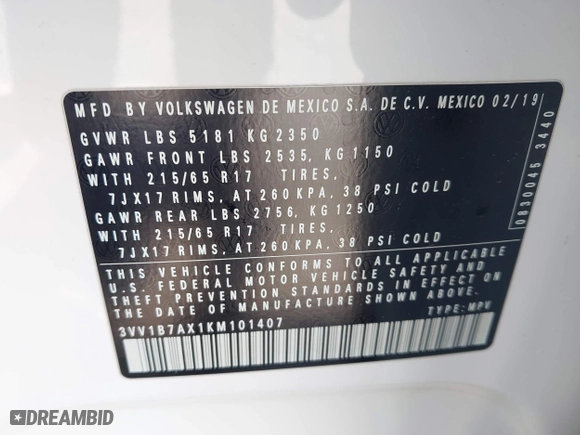 MFD BY VOLKSWAGEN DE MEXICO S.A. DE C.V. MEXICO 02/19
GVWR LBS 5181 KG 2350
GAWR FRONT LBS 2535, KG 1150
WITH 215/65 R17 TIRES,
7JX17 RIMS, AT 260 KPA, 38 PSI COLD
GAWR REAR LBS 2756, KG 1250
WITH 215/65 R17 TIRES,
7JX17 RIMS, AT 260 KPA, 38 PSI COLD
THIS VEHICLE CONFORMS TO ALL APPLICABLE
U.S. FEDERAL MOTOR VEHICLE SAFETY AND
THEFT PREVENTION STANDARDS IN EFFECT ON
THE DATE OF MANUFACTURE SHOWN ABOVE.
3VV1B7AX1KM101407 TYPE: MPV
0830045 3440
DREAMBID